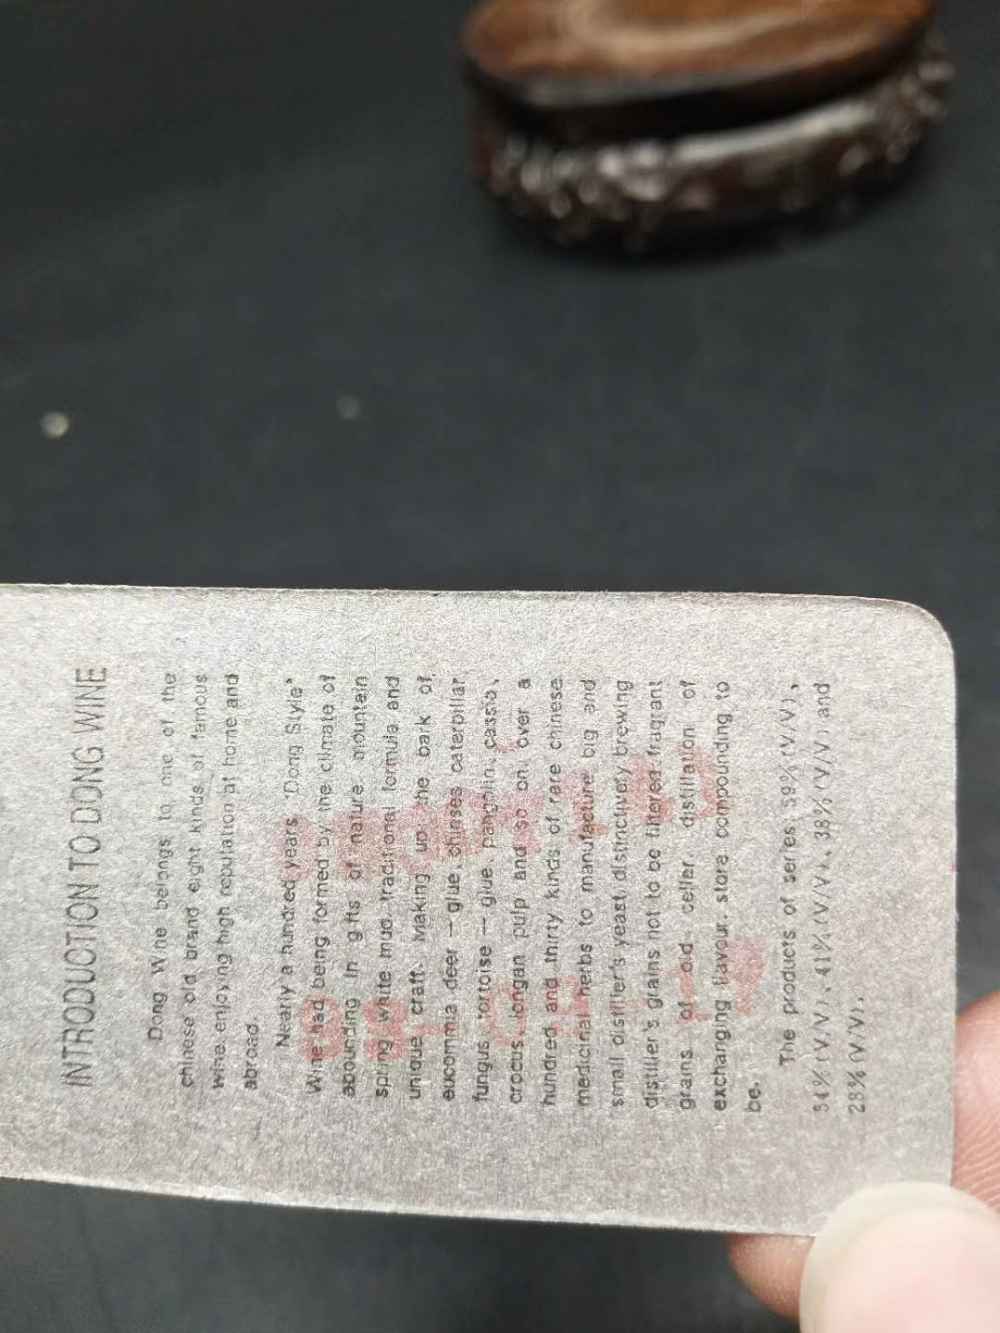 INTRODUOTION TO DONG WINE
Dong Wine belongs to one of the
chinese old brand eight kinds of famous
wine. enjoying high reputation at home and
abroad.
Nearly a hundred years "Dong Style"
Wine had being formed by the climate of
abounding in gifts of nature. mountain
spring white mud. traditional formula and
unique craft. Making up the bark of
eucommia deer — glue, chinses caterpillar
fungus tortoise — glue. pangolin. cassia,
crocus longan pulp and so on. over a
hundred and thirty kinds of rare chinese
medicinal herbs to manufacture big and
small distiller's yeast. distinctively brewing
distiller's grains not to be filtered fragrant
grains of old- celler. distillation of
exchanging flavour. store compounding to
be.
The products of series 59% (V/V),
54% (V/V). 41% (V/V). 38% (V/V) and
28% (V/V).